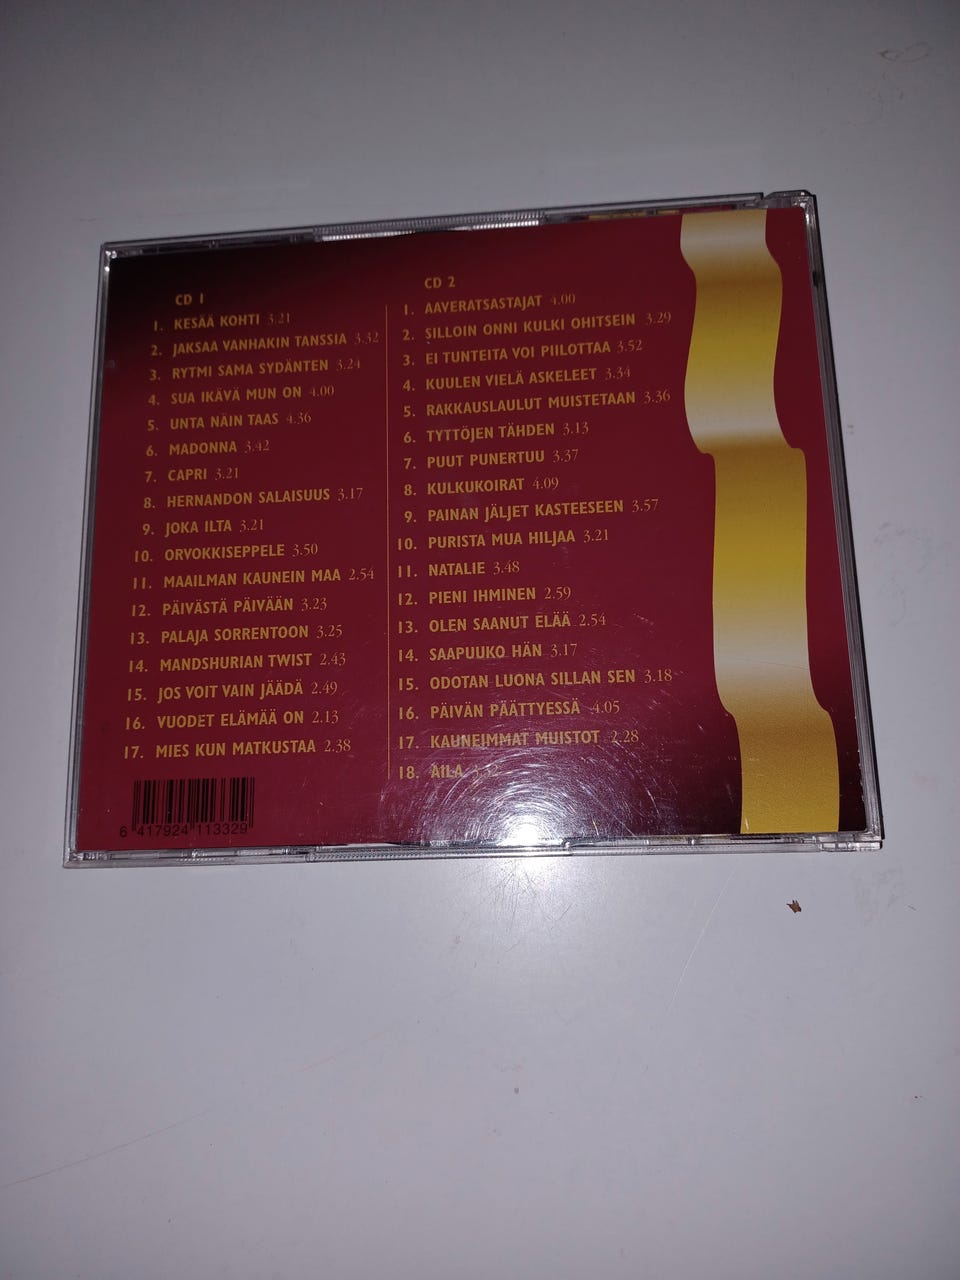 CD 1
1. KESÄÄ KOHTI 3.21
2. JAKSAA VANHAKIN TANSSIA 3.32
3. RYTMI SAMA SYDÄNTEN 3.24
4. SUA IKÄVÄ MUN ON 4.00
5. UNTA NÄIN TAAS 4.36
6. MADONNA 3.42
7. CAPRI 3.21
8. HERNANDON SALAISUUS 3.17
9. JOKA ILTA 3.21
10. ORVOKKISEPPELE 3.50
11. MAAILMAN KAUNEIN MAA 2.54
12. PÄIVÄSTÄ PÄIVÄÄN 3.23
13. PALAJA SORRENTOON 3.25
14. MANDSHURIAN TWIST 2.43
15. JOS VOIT VAIN JÄÄDÄ 2.49
16. VUODET ELÄMÄÄ ON 2.13
17. MIES KUN MATKUSTAA 2.38
6 417924 113329
CD 2
1. AAVERATSASTAJAT 4.00
2. SILLOIN ONNI KULKI OHITSEIN 3.29
3. EI TUNTEITA VOI PIILOTTAA 3.52
4. KUULEN VIELÄ ASKELEET 3.34
5. RAKKAUSLAULUT MUISTETAAN 3.36
6. TYTTÖJEN TÄHDEN 3.13
7. PUUT PUNERTUU 3.37
8. KULKUKOIRAT 4.09
9. PAINAN JÄLJET KASTEESEEN 3.57
10. PURISTA MUA HILJAA 3.21
11. NATALIE 3.48
12. PIENI IHMINEN 2.59
13. OLEN SAANUT ELÄÄ 2.54
14. SAAPUUKO HÄN 3.17
15. ODOTAN LUONA SILLAN SEN 3.18
16. PÄIVÄN PÄÄTTYESSÄ 4.05
17. KAUNEIMMAT MUISTOT 2.28
18. AILA 3.32